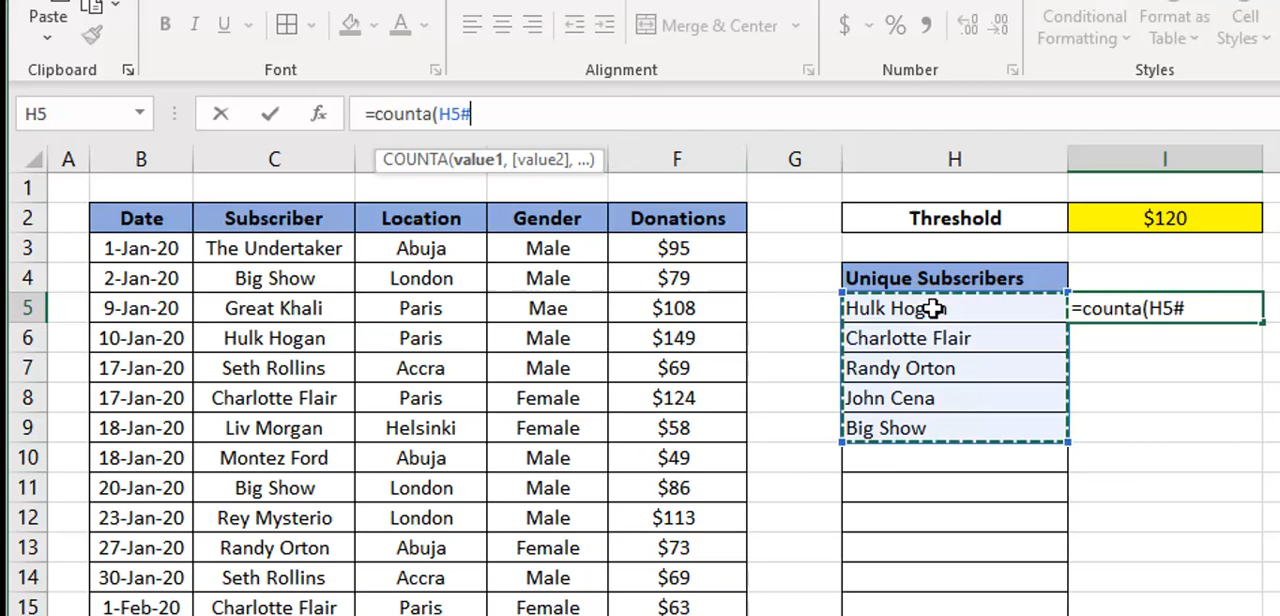 Paste
B I U A
Merge & Center
$ % 9
Conditional Formatting
Format as Table
Cell Styles
Clipboard Font Alignment Number Styles
H5 fx =counta(H5#
COUNTA(value1, [value2], ...)
A B C F G H I
1
2 Date Subscriber Location Gender Donations Threshold $120
3 1-Jan-20 The Undertaker Abuja Male $95
4 2-Jan-20 Big Show London Male $79 Unique Subscribers
5 9-Jan-20 Great Khali Paris Mae $108 Hulk Hogan =counta(H5#
6 10-Jan-20 Hulk Hogan Paris Male $149 Charlotte Flair
7 17-Jan-20 Seth Rollins Accra Male $69 Randy Orton
8 17-Jan-20 Charlotte Flair Paris Female $124 John Cena
9 18-Jan-20 Liv Morgan Helsinki Female $58 Big Show
10 18-Jan-20 Montez Ford Abuja Male $49
11 20-Jan-20 Big Show London Male $86
12 23-Jan-20 Rey Mysterio London Male $113
13 27-Jan-20 Randy Orton Abuja Female $73
14 30-Jan-20 Seth Rollins Accra Male $69
15 1-Feb-20 Charlotte Flair Paris Female $63